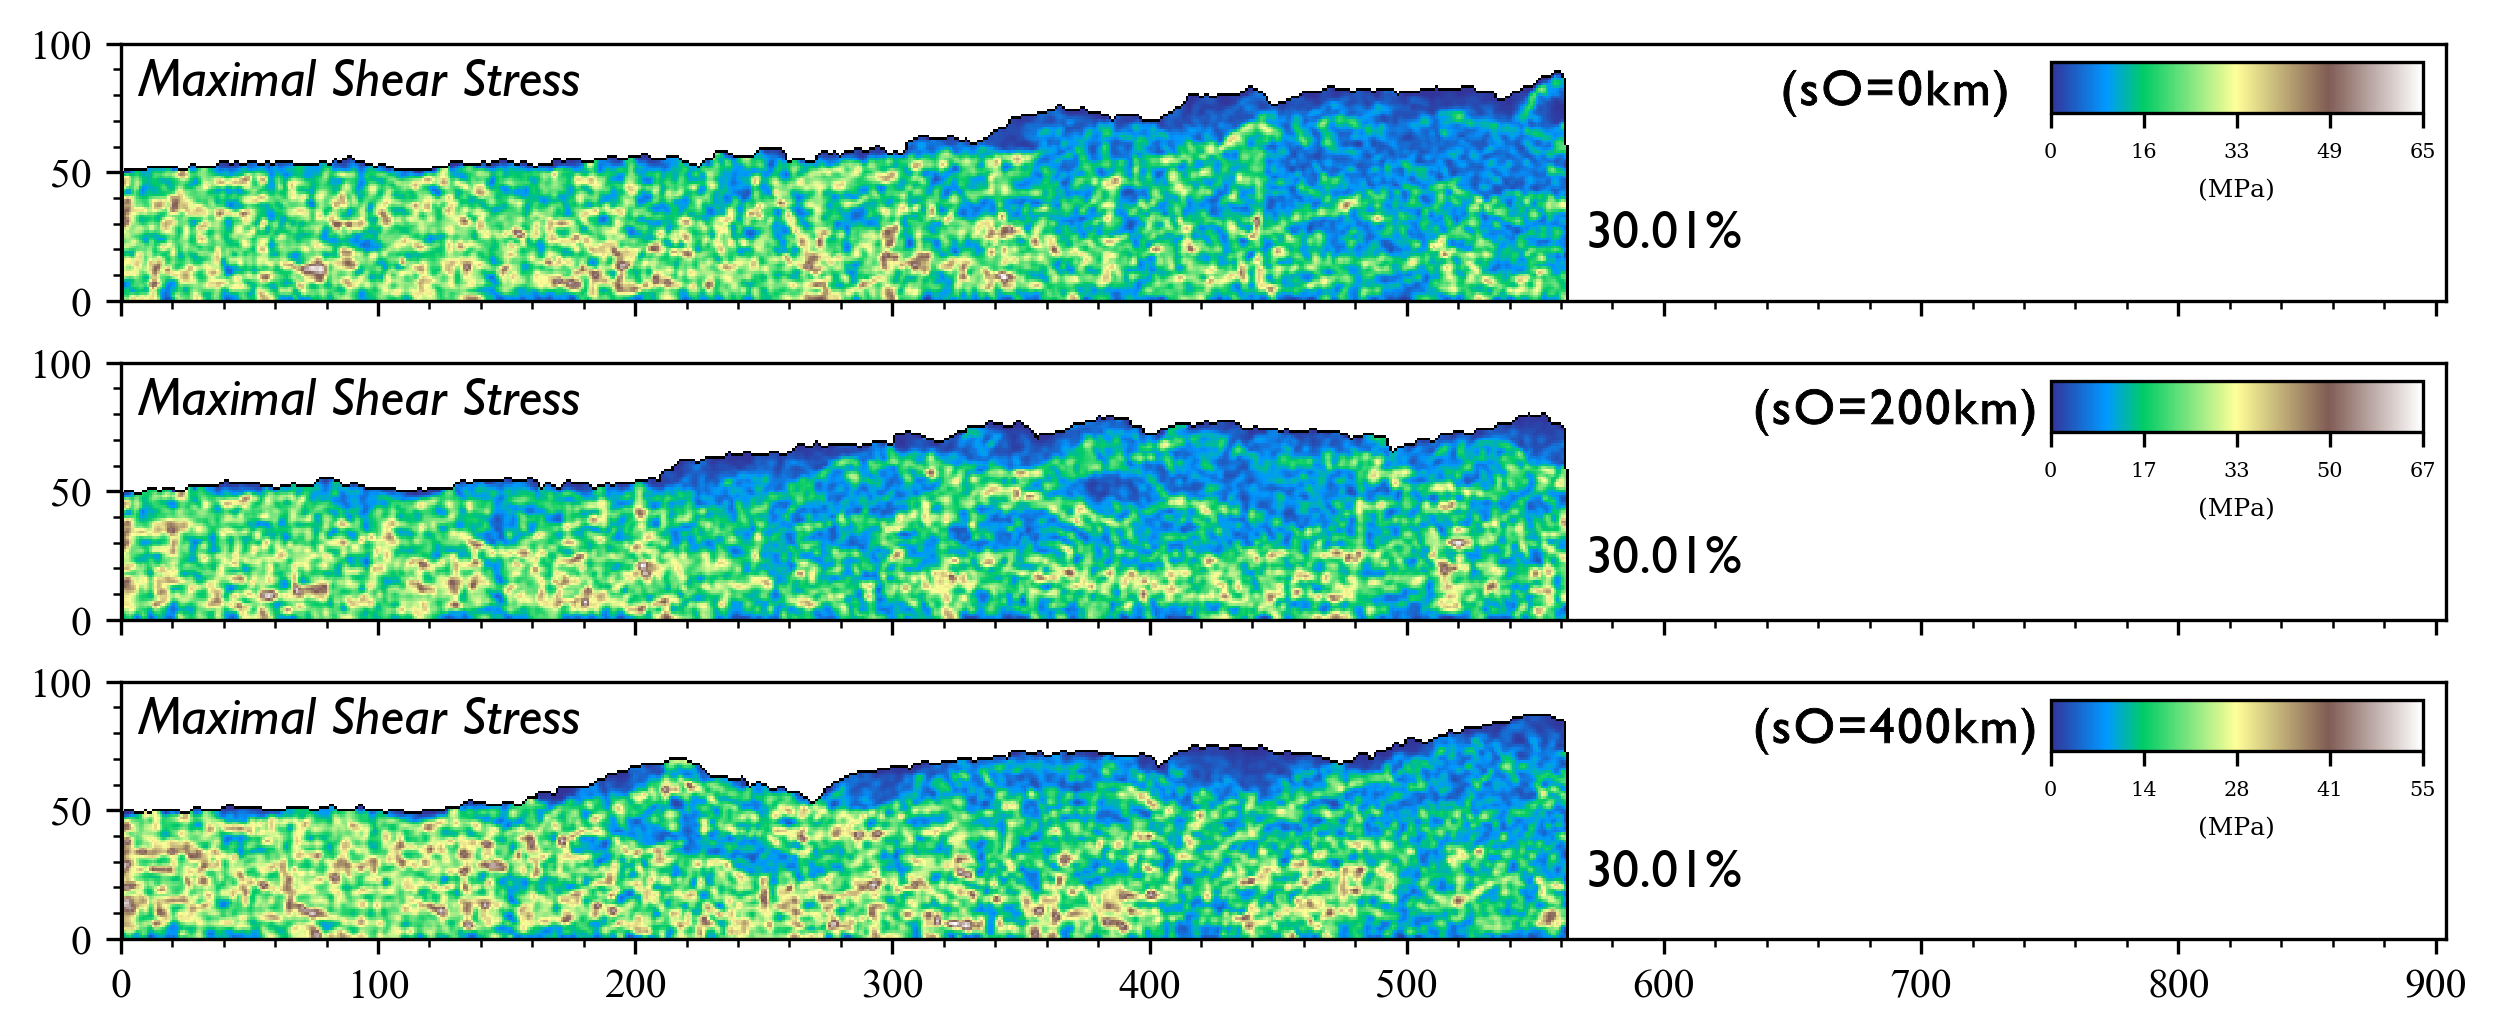 100
50
0
Maximal Shear Stress
(sO=0km)
0 16 33 49 65
(MPa)
30.01%
100
50
0
Maximal Shear Stress
(sO=200km)
0 17 33 50 67
(MPa)
30.01%
100
50
0
Maximal Shear Stress
(sO=400km)
0 14 28 41 55
(MPa)
30.01%
0 100 200 300 400 500 600 700 800 900